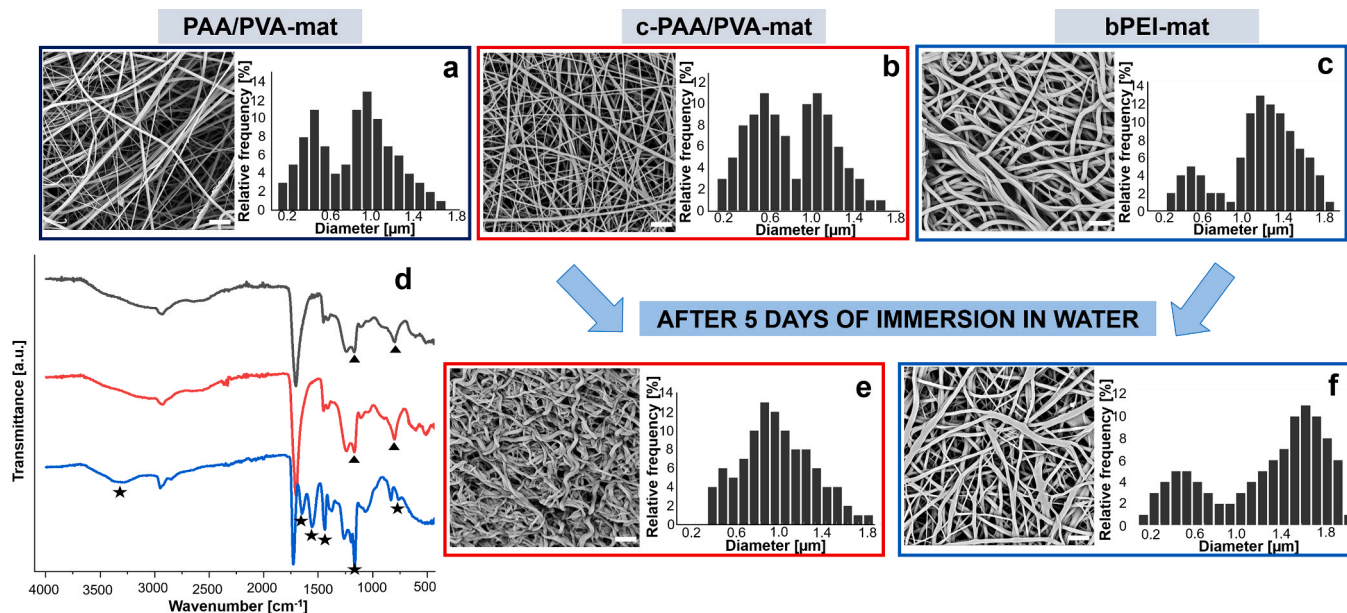 PAA/PVA-mat
c-PAA/PVA-mat
bPEI-mat
a
Relative frequency [%]
14
12
10
8
6
4
2
0
0.2 0.6 1.0 1.4 1.8
Diameter [µm]
b
Relative frequency [%]
12
10
8
6
4
2
0
0.2 0.6 1.0 1.4 1.8
Diameter [µm]
c
Relative frequency [%]
14
12
10
8
6
4
2
0
0.2 0.6 1.0 1.4 1.8
Diameter [µm]
d
Transmittance [a.u.]
4000 3500 3000 2500 2000 1500 1000 500
Wavenumber [cm⁻¹]
AFTER 5 DAYS OF IMMERSION IN WATER
e
Relative frequency [%]
14
12
10
8
6
4
2
0
0.2 0.6 1.0 1.4 1.8
Diameter [µm]
f
Relative frequency [%]
12
10
8
6
4
2
0
0.2 0.6 1.0 1.4 1.8
Diameter [µm]